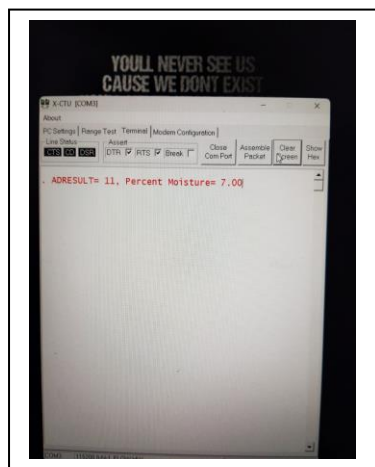 YOULL NEVER SEE US
CAUSE WE DONT EXIST
X-CTU [COM3]
About
PC Settings | Range Test | Terminal | Modem Configuration
Line Status
Assert
CTS CD DSR
DTR RTS Break
Close Com Port
Assemble Packet
Clear Screen
Show Hex
. ADRESULT= 11, Percent Moisture= 7.00
COM3